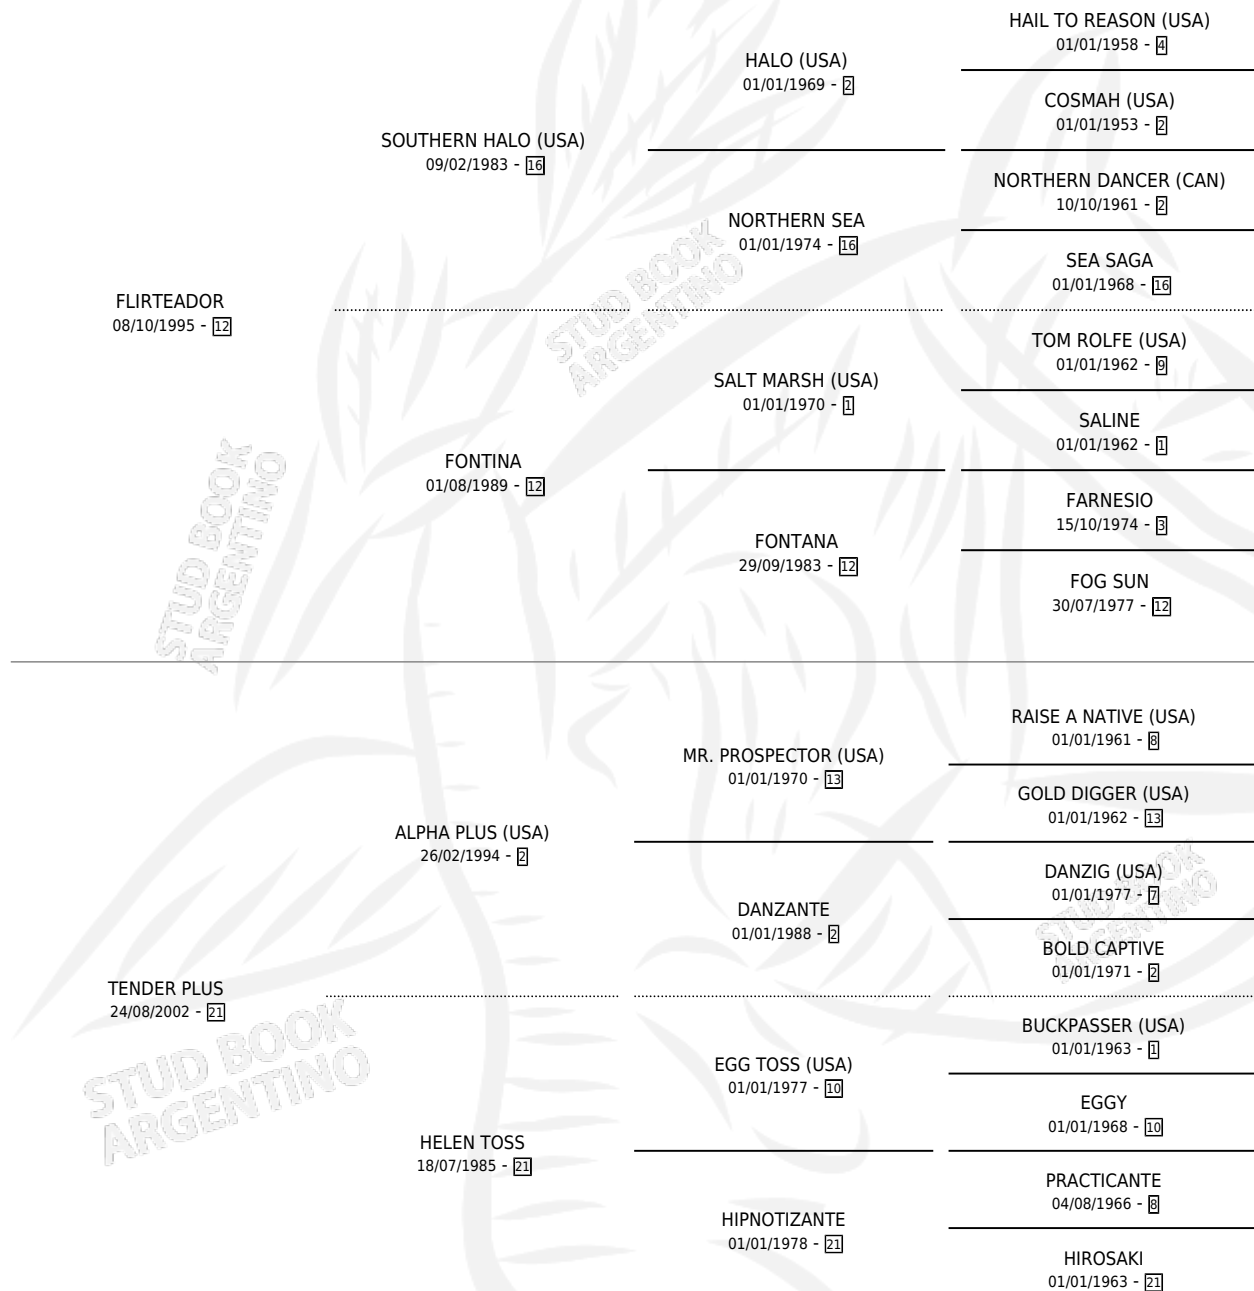 HAIL TO REASON (USA)
01/01/1958 - 4
HALO (USA)
01/01/1969 - 2
COSMAH (USA)
01/01/1953 - 2
SOUTHERN HALO (USA)
09/02/1983 - 16
NORTHERN DANCER (CAN)
10/10/1961 - 2
NORTHERN SEA
01/01/1974 - 16
SEA SAGA
01/01/1968 - 16
FLIRTEADOR
08/10/1995 - 12
STUD BOOK
ARGENTINO
TOM ROLFE (USA)
01/01/1962 - 9
SALT MARSH (USA)
01/01/1970 - 1
SALINE
01/01/1962 - 1
FONTINA
01/08/1989 - 12
FARNESIO
15/10/1974 - 3
FONTANA
29/09/1983 - 12
FOG SUN
30/07/1977 - 12
STUD BOOK
ARGENTINO
RAISE A NATIVE (USA)
01/01/1961 - 8
MR. PROSPECTOR (USA)
01/01/1970 - 13
GOLD DIGGER (USA)
01/01/1962 - 13
ALPHA PLUS (USA)
26/02/1994 - 2
DANZIG (USA)
01/01/1977 - 7
DANZANTE
01/01/1988 - 2
STUD BOOK
ARGENTINO
BOLD CAPTIVE
01/01/1971 - 2
TENDER PLUS
24/08/2002 - 21
BUCKPASSER (USA)
01/01/1963 - 1
EGG TOSS (USA)
01/01/1977 - 10
EGGY
01/01/1968 - 10
STUD BOOK
ARGENTINO
HELEN TOSS
18/07/1985 - 21
PRACTICANTE
04/08/1966 - 8
HIPNOTIZANTE
01/01/1978 - 21
HIROSAKI
01/01/1963 - 21